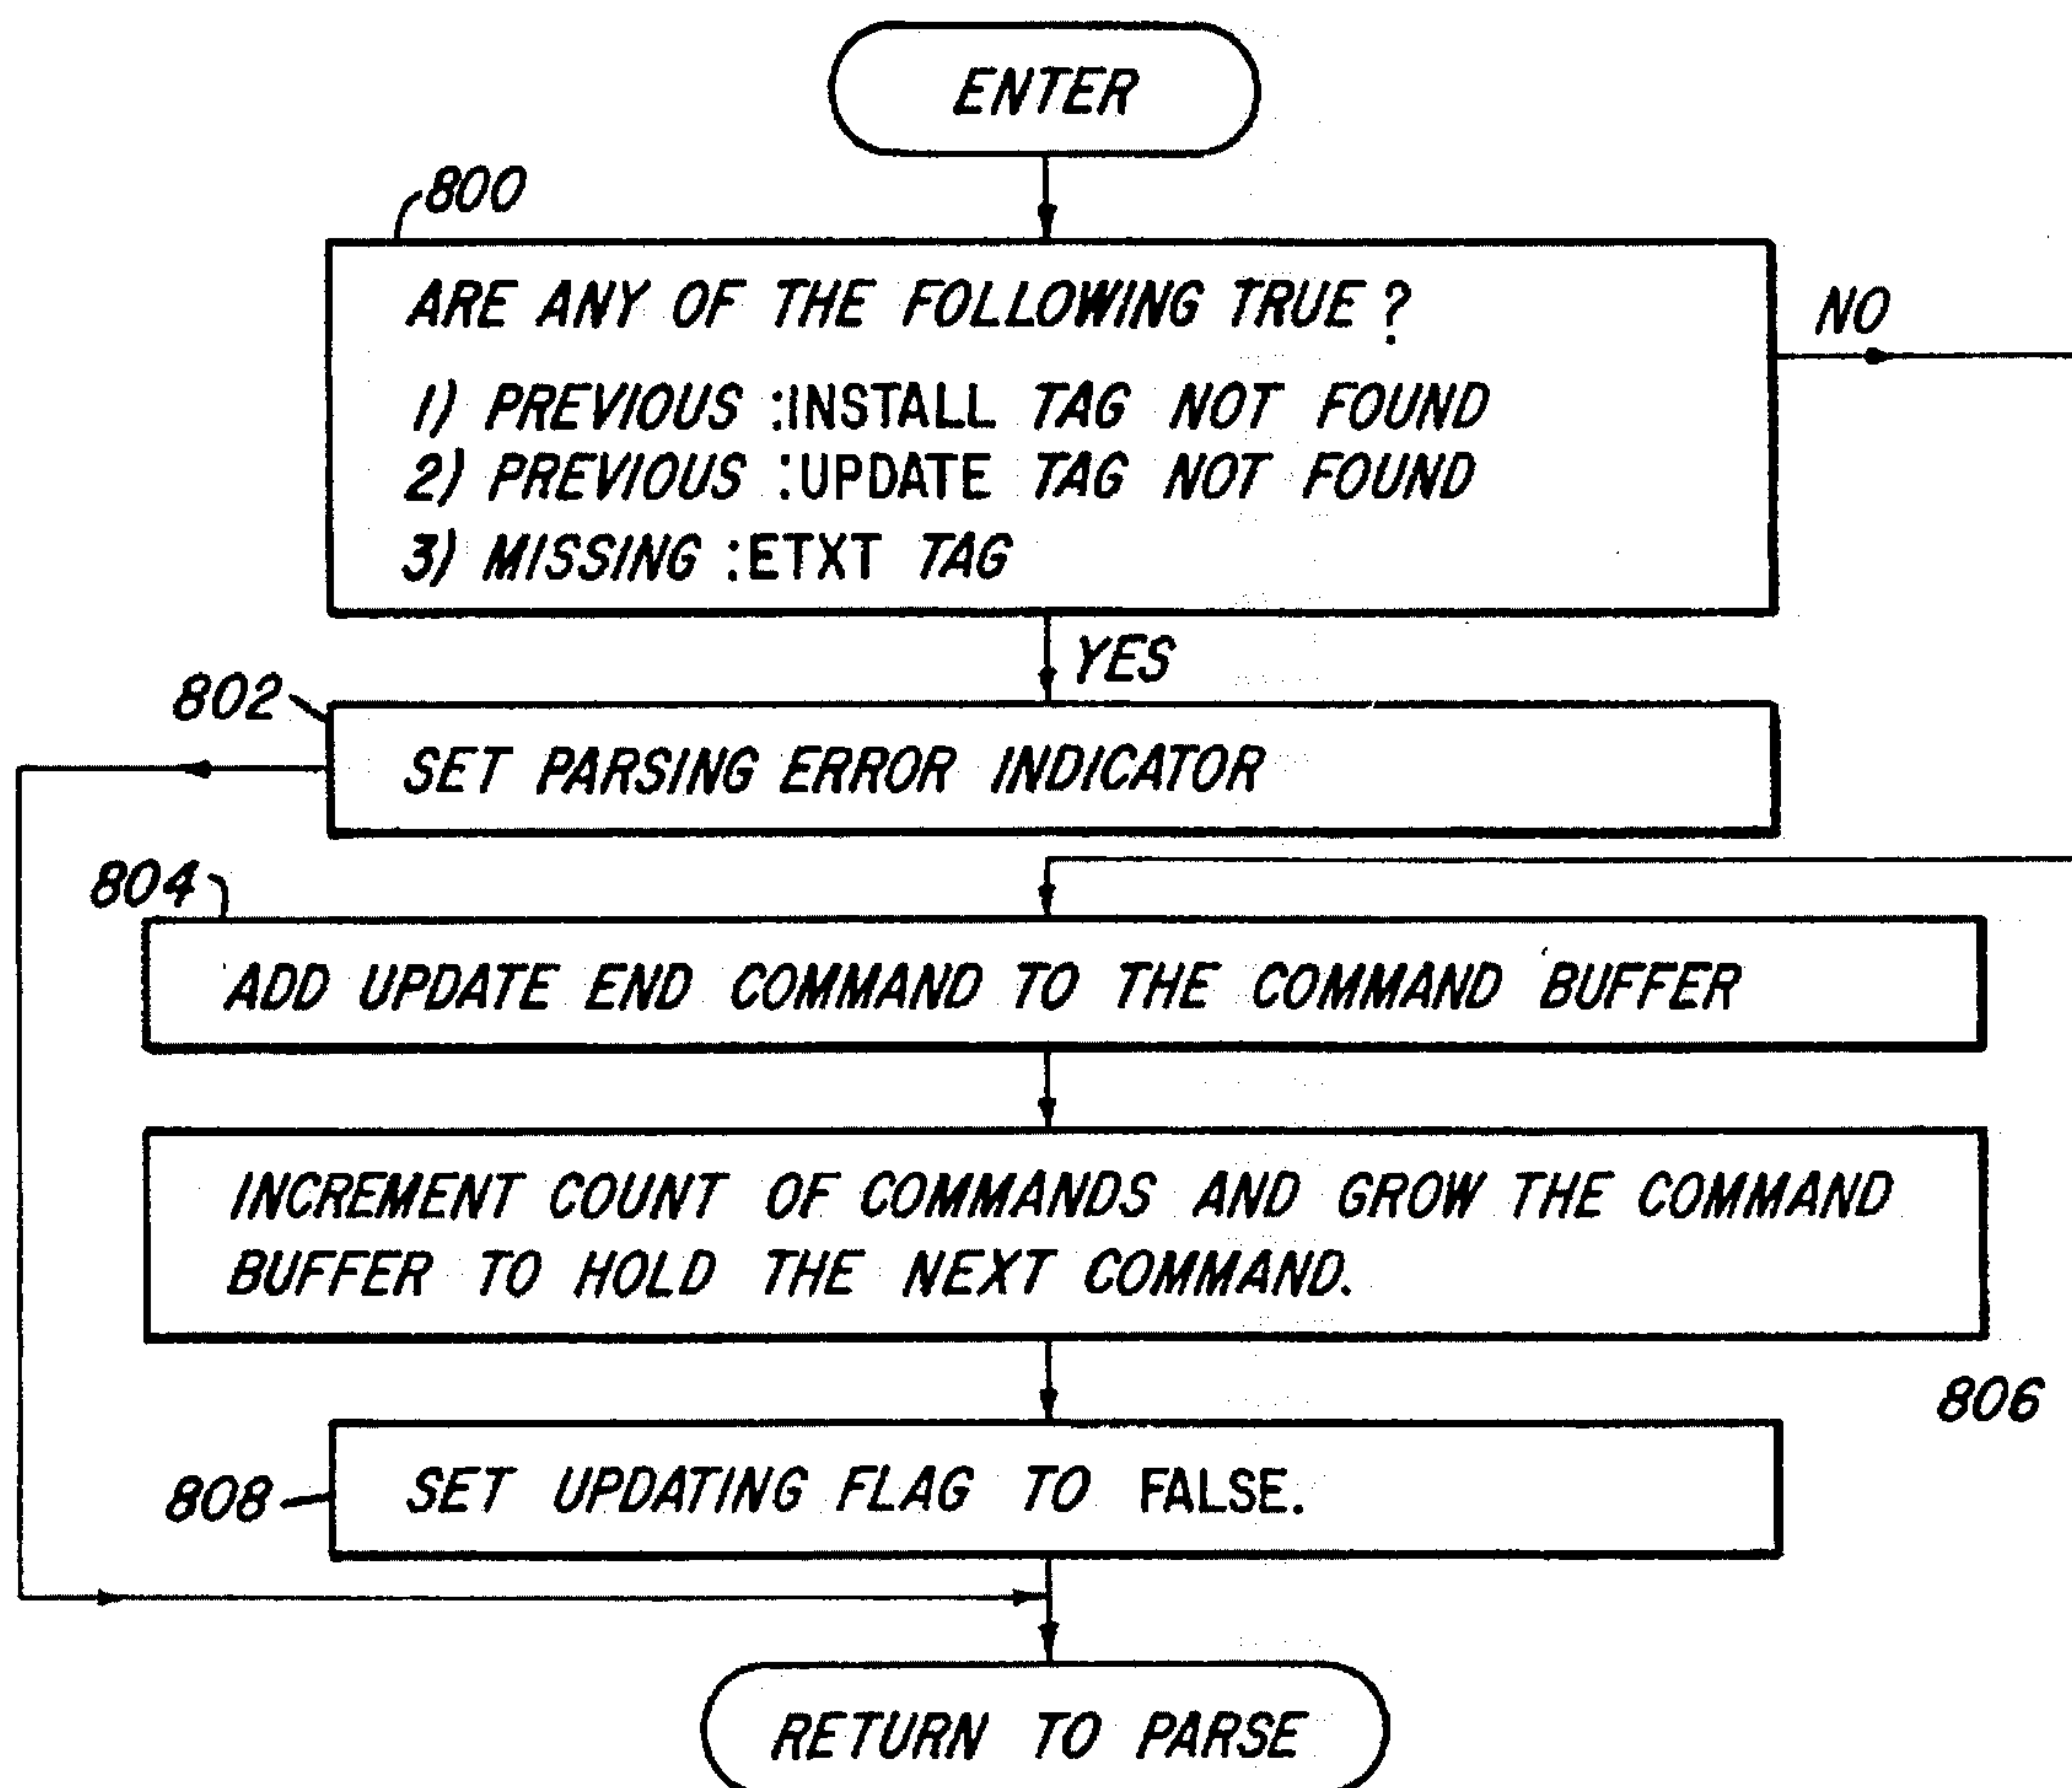 ENTER
800
ARE ANY OF THE FOLLOWING TRUE?
NO
1) PREVIOUS :INSTALL TAG NOT FOUND
2) PREVIOUS :UPDATE TAG NOT FOUND
3) MISSING :ETXT TAG
YES
802
SET PARSING ERROR INDICATOR
804
ADD UPDATE END COMMAND TO THE COMMAND BUFFER
INCREMENT COUNT OF COMMANDS AND GROW THE COMMAND
BUFFER TO HOLD THE NEXT COMMAND.
806
808
SET UPDATING FLAG TO FALSE.
RETURN TO PARSE